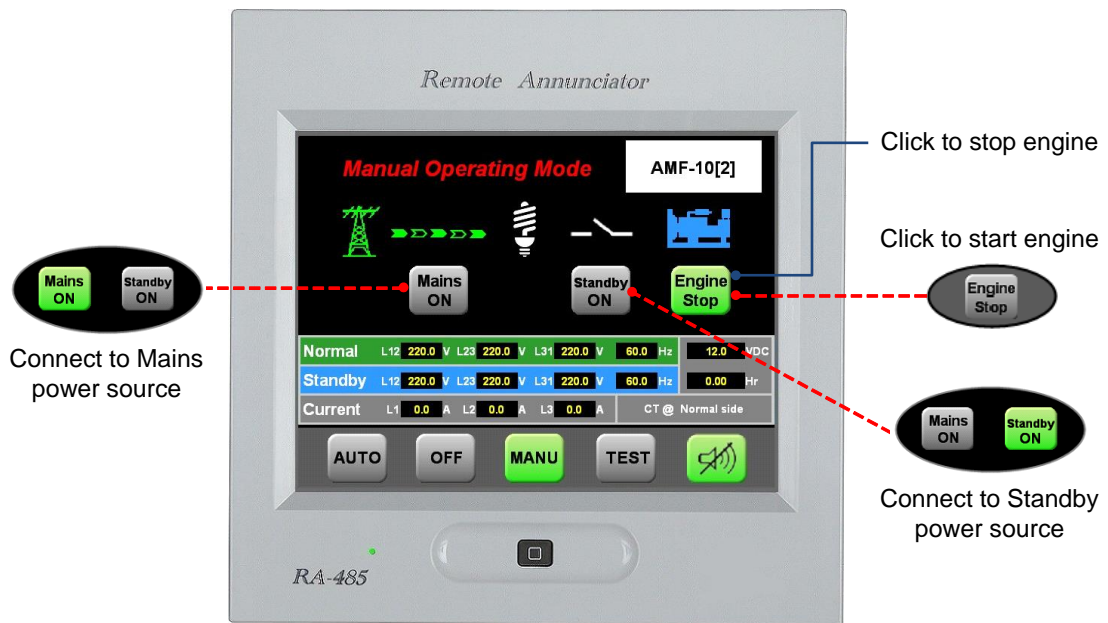 Remote Annunciator
Manual Operating Mode
AMF-10[2]
Click to stop engine
Click to start engine
Mains ON
Standby ON
Mains ON
Standby ON
Engine Stop
Engine Stop
Connect to Mains
power source
Normal L12 220.0 V L23 220.0 V L31 220.0 V 60.0 Hz 12.0 VDC
Standby L12 220.0 V L23 220.0 V L31 220.0 V 60.0 Hz 0.00 Hr
Current L1 0.0 A L2 0.0 A L3 0.0 A CT @ Normal side
Mains ON
Standby ON
Connect to Standby
power source
AUTO OFF MANU TEST
RA-485